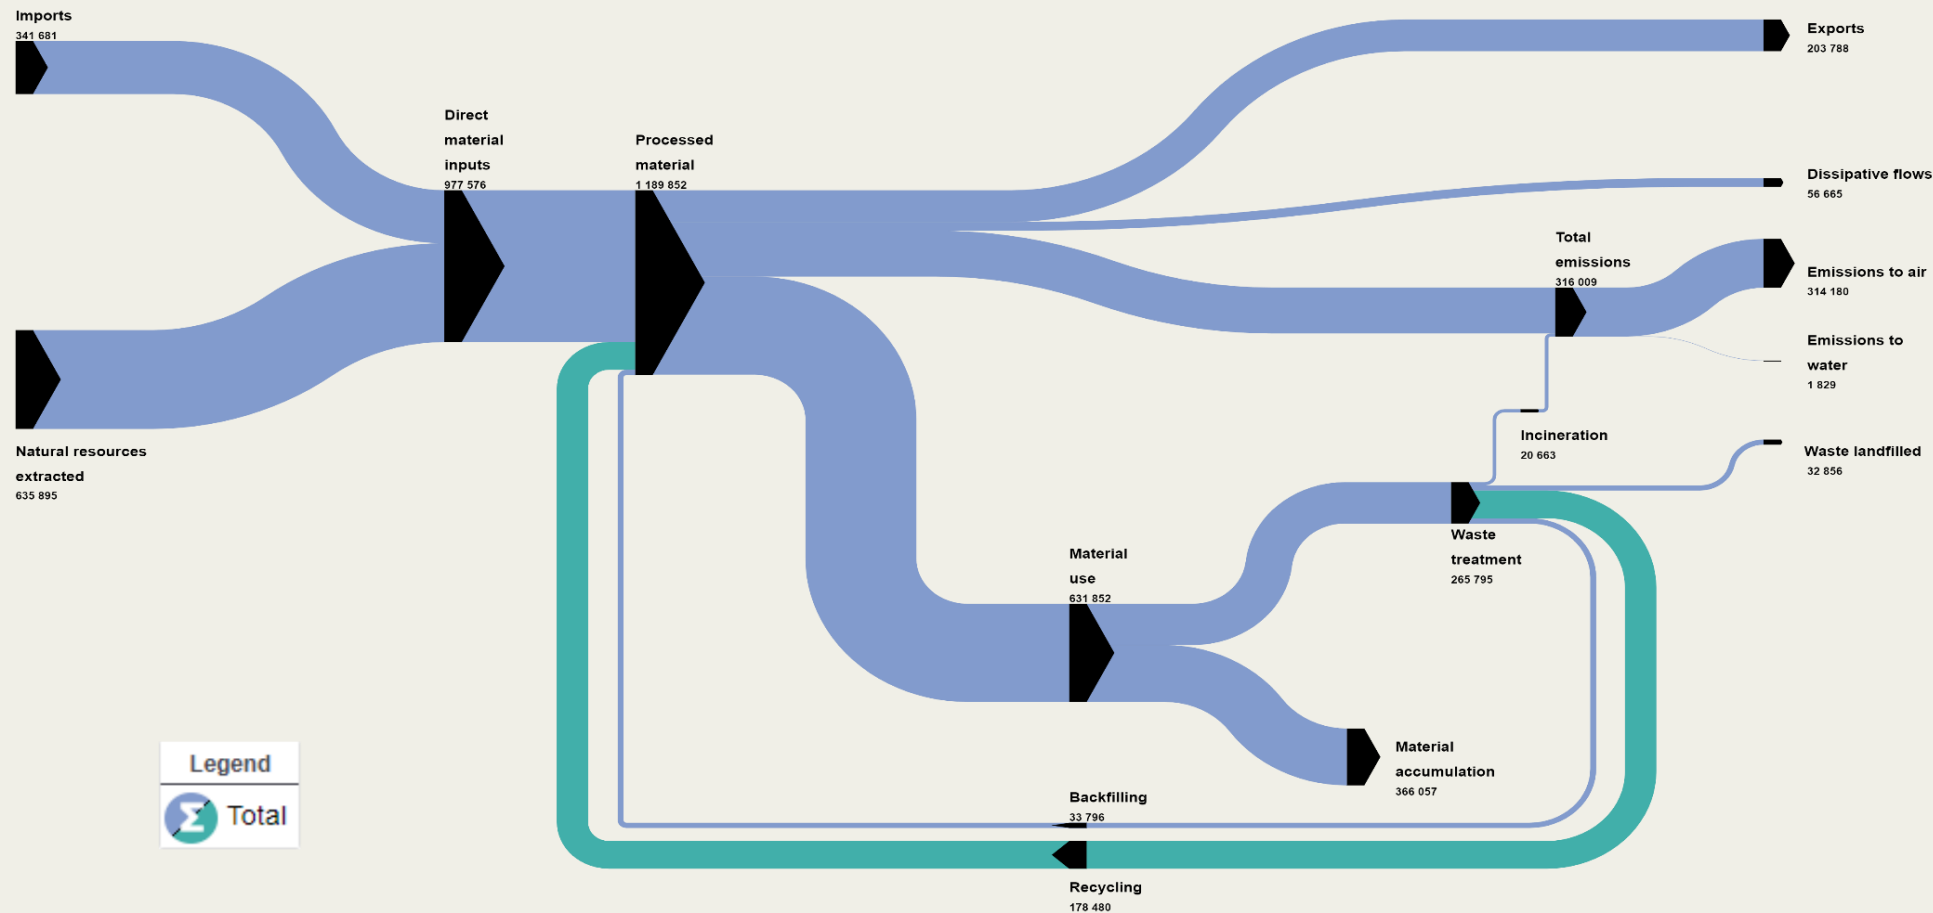 Imports
341 681
Exports
203 788
Direct
material
inputs
977 576
Processed
material
1 189 852
Dissipative flows
56 665
Total
emissions
316 009
Emissions to air
314 180
Emissions to
water
1 829
Incineration
20 663
Waste landfilled
32 856
Natural resources
extracted
635 895
Waste
treatment
265 795
Material
use
631 852
Material
accumulation
366 057
Backfilling
33 796
Recycling
178 480
Legend
Σ Total